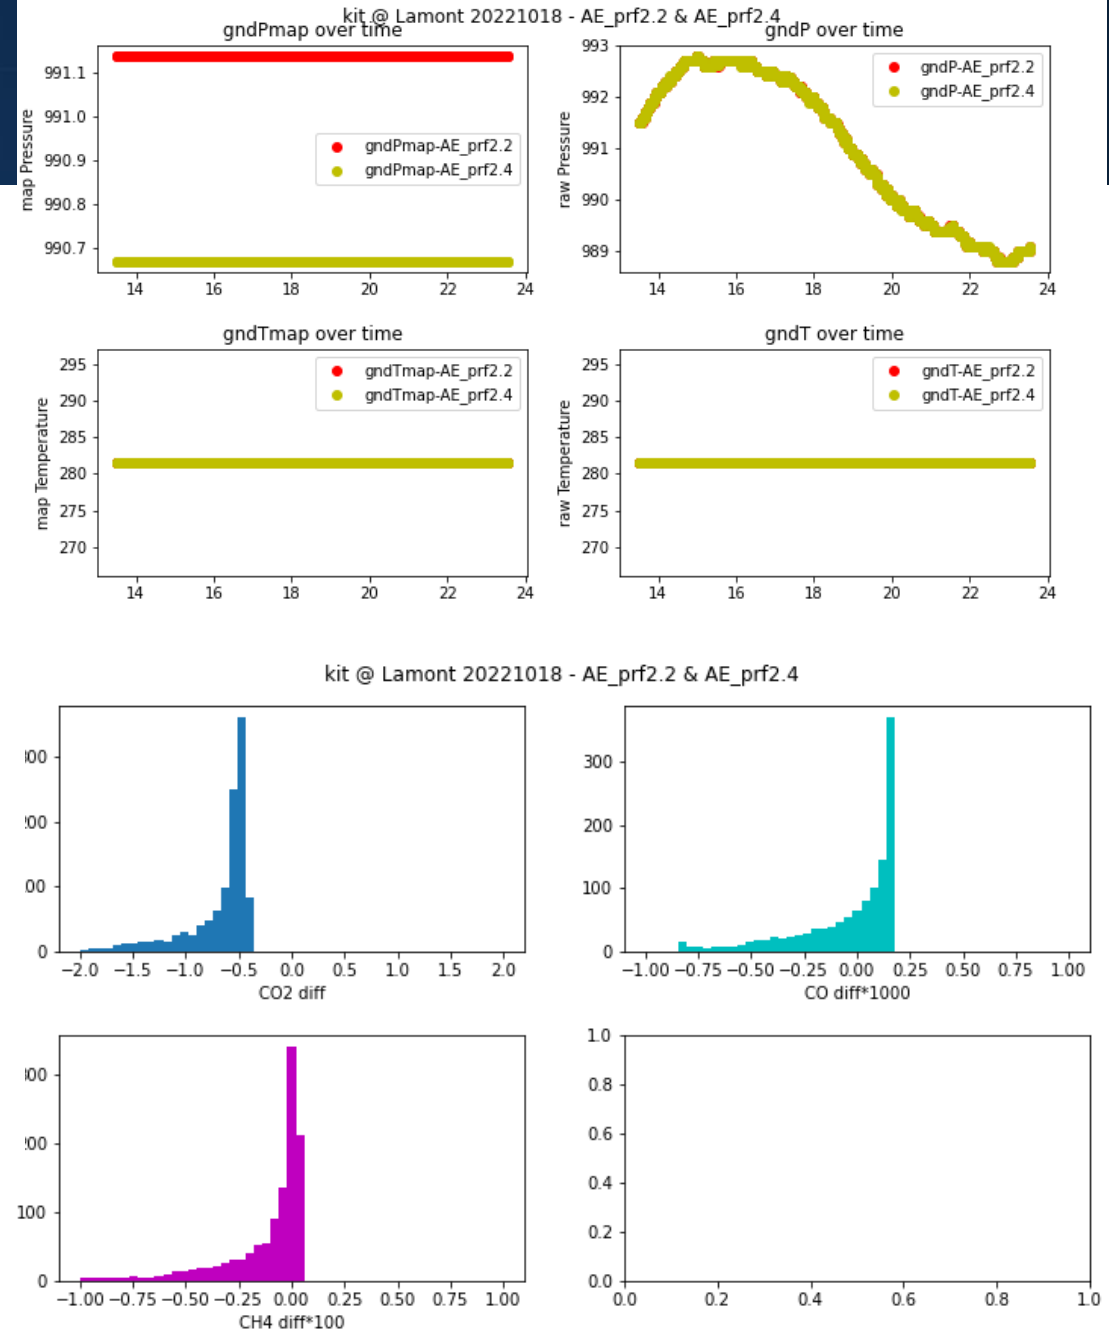 kit @ Lamont 20221018 - AE_prf2.2 & AE_prf2.4
gndPmap over time
gndP over time
991.1
991.0
990.9
990.8
990.7
map Pressure
gndPmap-AE_prf2.2
gndPmap-AE_prf2.4
14 16 18 20 22 24
993
992
991
990
989
raw Pressure
gndP-AE_prf2.2
gndP-AE_prf2.4
14 16 18 20 22 24
gndTmap over time
gndT over time
295
290
285
280
275
270
map Temperature
gndTmap-AE_prf2.2
gndTmap-AE_prf2.4
14 16 18 20 22 24
295
290
285
280
275
270
raw Temperature
gndT-AE_prf2.2
gndT-AE_prf2.4
14 16 18 20 22 24
kit @ Lamont 20221018 - AE_prf2.2 & AE_prf2.4
0
−2.0 −1.5 −1.0 −0.5 0.0 0.5 1.0 1.5 2.0
CO2 diff
300
200
100
0
−1.00 −0.75 −0.50 −0.25 0.00 0.25 0.50 0.75 1.00
CO diff*1000
100
0
−1.00 −0.75 −0.50 −0.25 0.00 0.25 0.50 0.75 1.00
CH4 diff*100
1.0
0.8
0.6
0.4
0.2
0.0
0.0 0.2 0.4 0.6 0.8 1.0